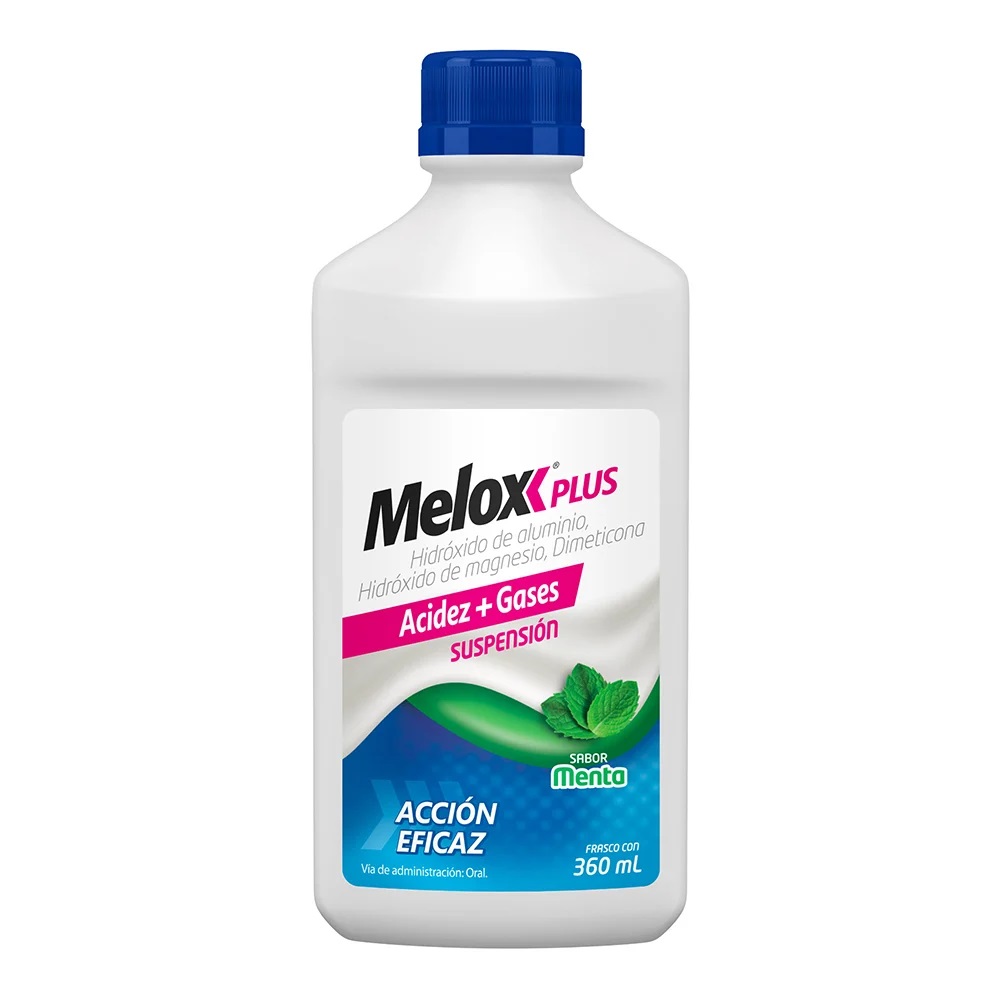 Melox® PLUS
Hidróxido de aluminio,
Hidróxido de magnesio, Dimeticona
Acidez + Gases
SUSPENSIÓN
SABOR
Menta
ACCIÓN
EFICAZ
Vía de administración: Oral.
FRASCO CON
360 mL